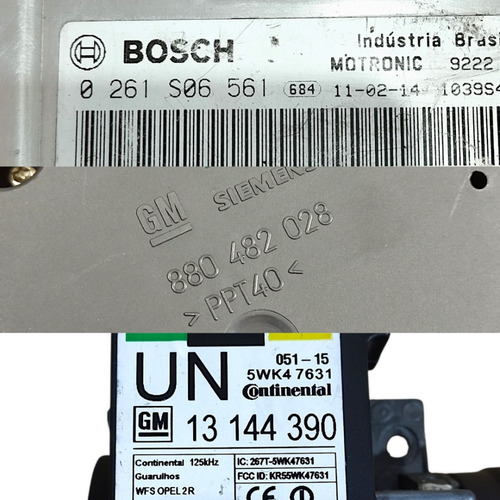 BOSCH Indústria Brasi
MOTRONIC 9222
0 261 S06 561 684 11-02-14 1039S4
GM SIEMENS
880 482 028
>PPT40<
UN 051-15
5WK4 7631
Continental
GM 13 144 390
Continental 125kHz IC: 267T-5WK47631
Guarulhos FCC ID: KR55WK47631
WFS OPEL 2R CE